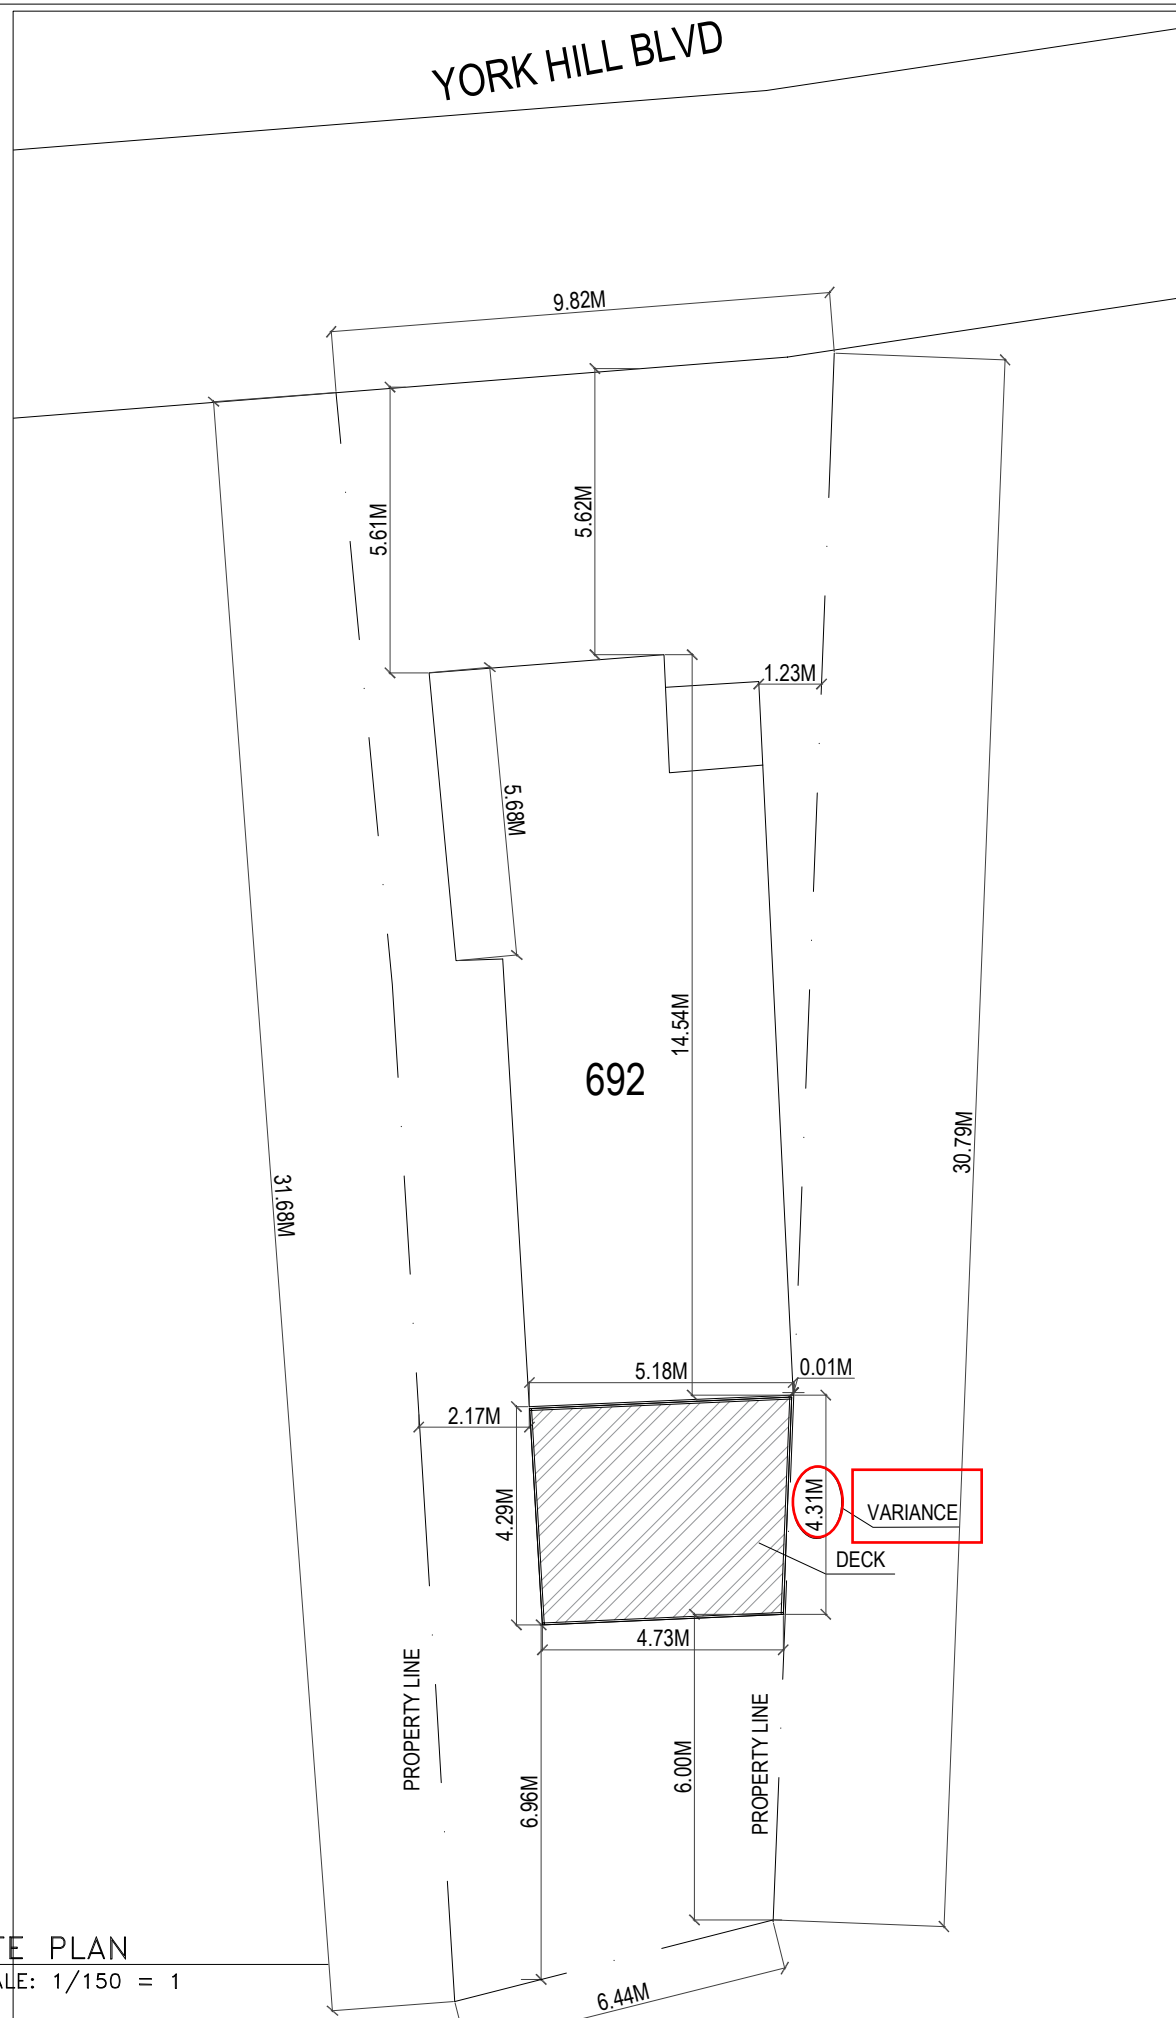 YORK HILL BLVD
9.82M
5.61M
5.62M
1.23M
5.68M
14.54M
692
30.79M
31.68M
5.18M
0.01M
2.17M
4.29M
4.31M
VARIANCE
DECK
4.73M
PROPERTY LINE
PROPERTY LINE
6.00M
6.96M
TE PLAN
ALE: 1/150 = 1
6.44M